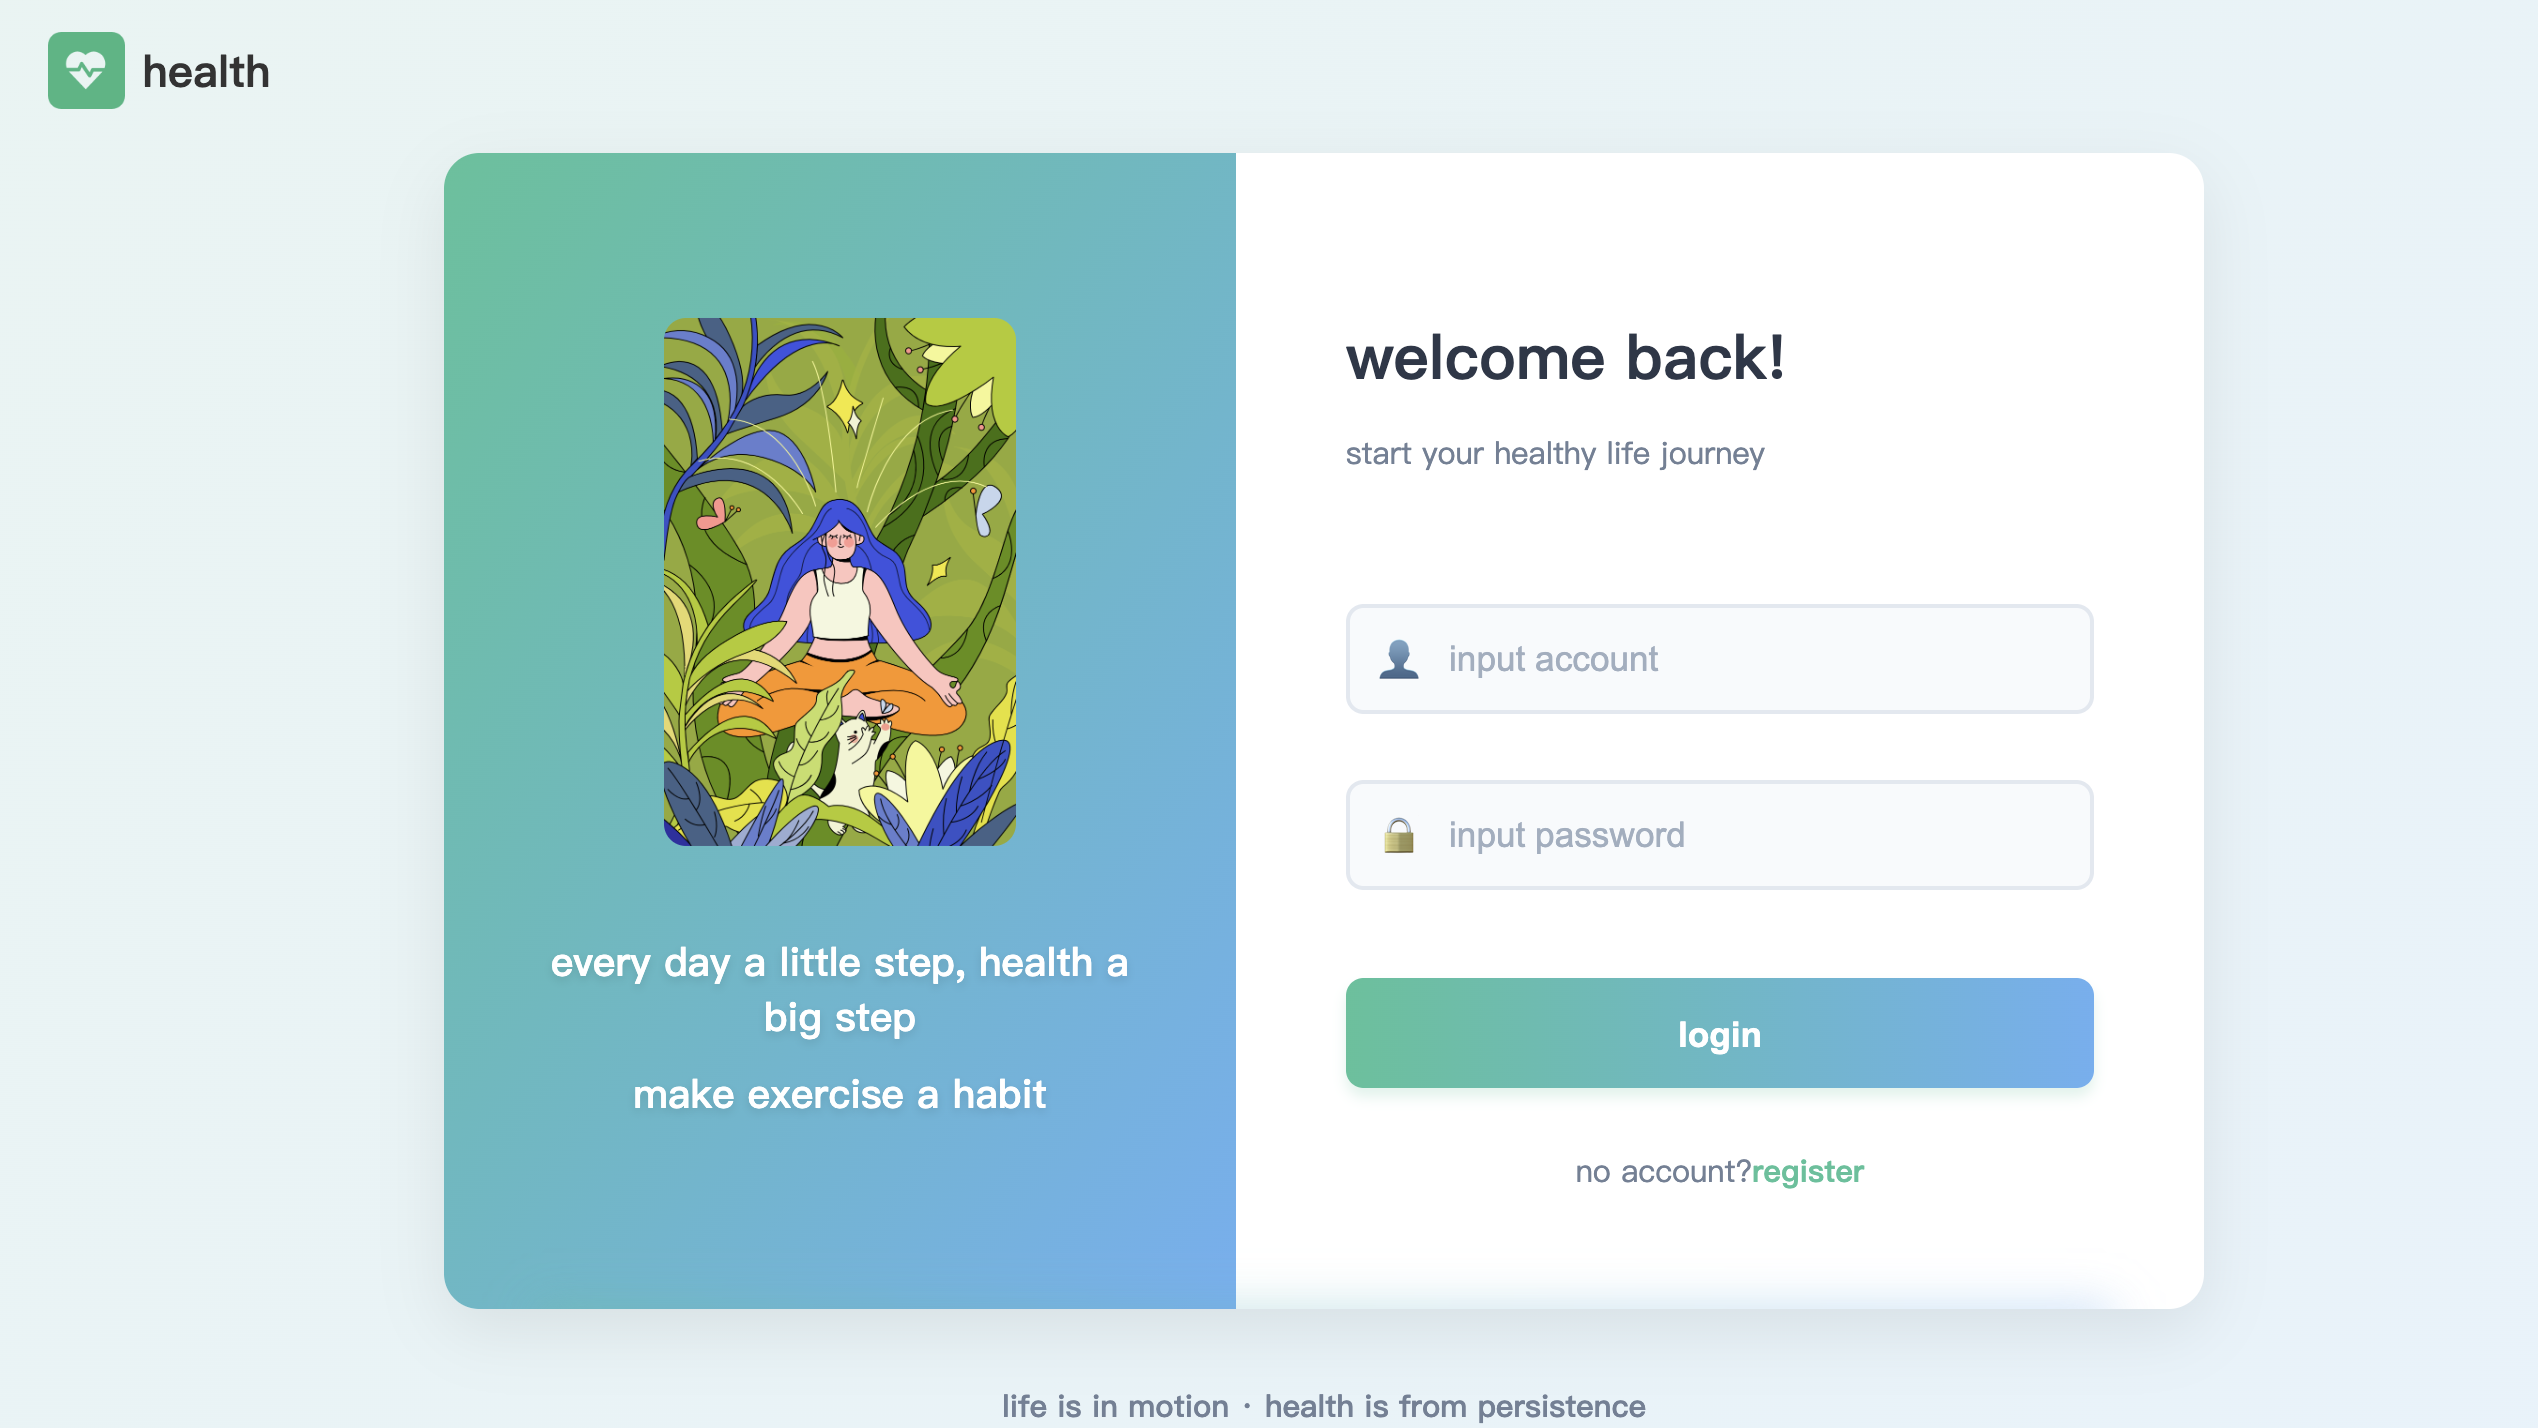 health
every day a little step, health a
big step
make exercise a habit
welcome back!
start your healthy life journey
input account
input password
login
no account?register
life is in motion · health is from persistence